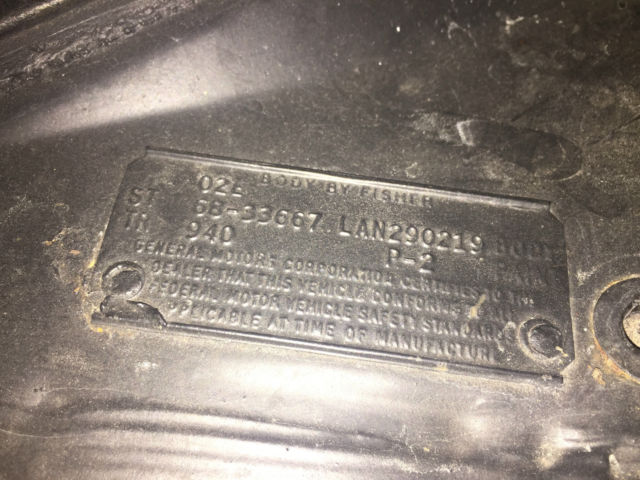 BODY BY FISHER
02E
ST 68-33667 LAN290219 BODY
TR 940 P-2 PAINT
GENERAL MOTORS CORPORATION CERTIFIES TO THE
DEALER THAT THIS VEHICLE CONFORMS TO ALL
FEDERAL MOTOR VEHICLE SAFETY STANDARDS
APPLICABLE AT TIME OF MANUFACTURE